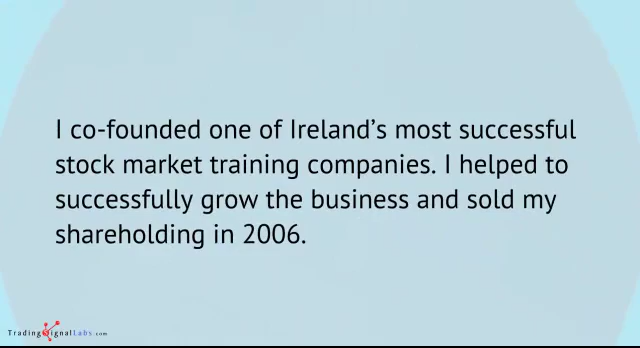 I co-founded one of Ireland's most successful
stock market training companies. I helped to
successfully grow the business and sold my
shareholding in 2006.
TradingSignalLabs.com